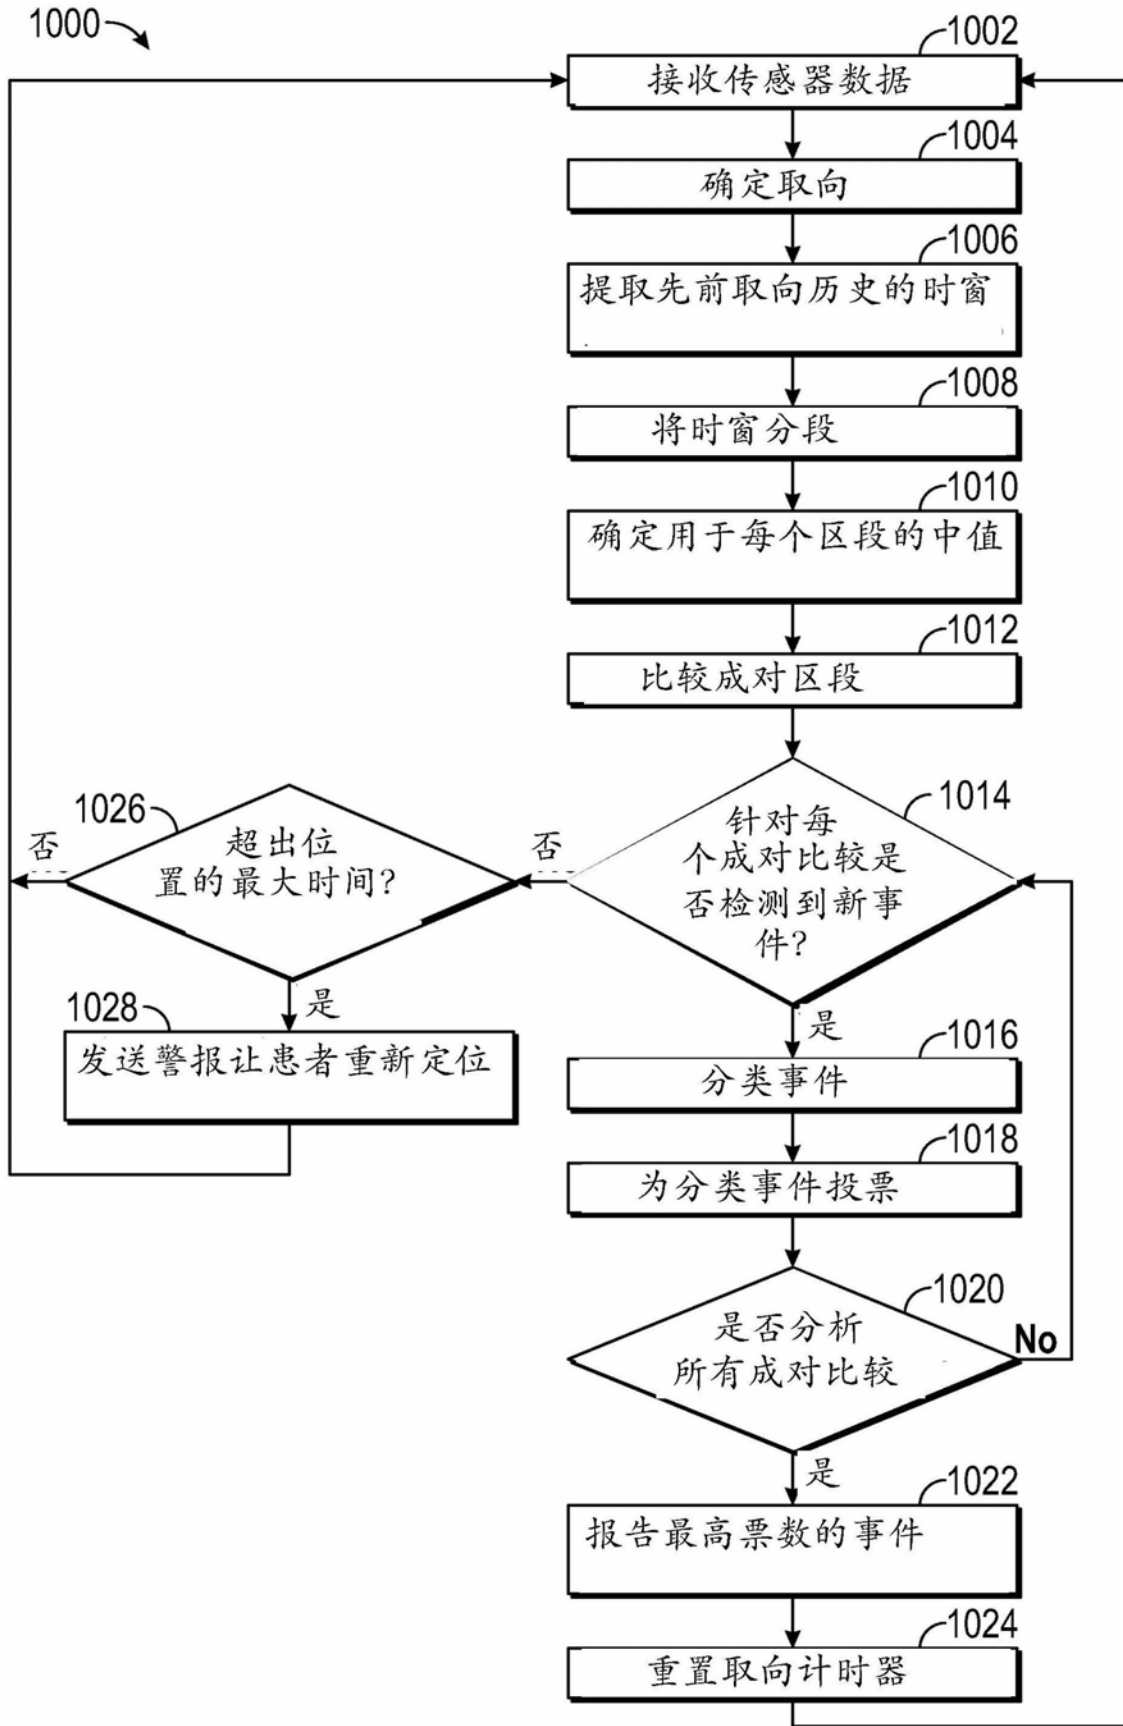 1000
1002
接收传感器数据
1004
确定取向
1006
提取先前取向历史的时窗
1008
将时窗分段
1010
确定用于每个区段的中值
1012
比较成对区段
1014
针对每
个成对比较是
否检测到新事
件?
否
1026
超出位
置的最大时间?
否
是
1028
发送警报让患者重新定位
是
1016
分类事件
1018
为分类事件投票
1020
是否分析
所有成对比较
No
是
1022
报告最高票数的事件
1024
重置取向计时器